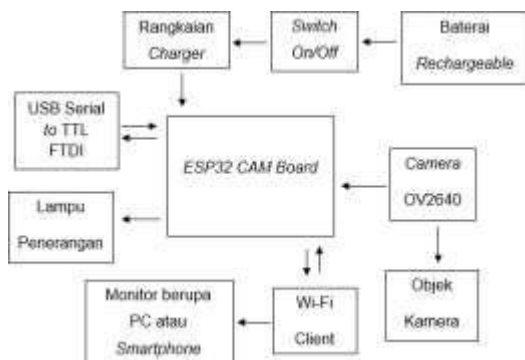 Rangkaian
Charger
Switch
On/Off
Baterai
Rechargeable
USB Serial
to TTL
FTDI
ESP32 CAM Board
Camera
OV2640
Lampu
Penerangan
Monitor berupa
PC atau
Smartphone
Wi-Fi
Client
Objek
Kamera